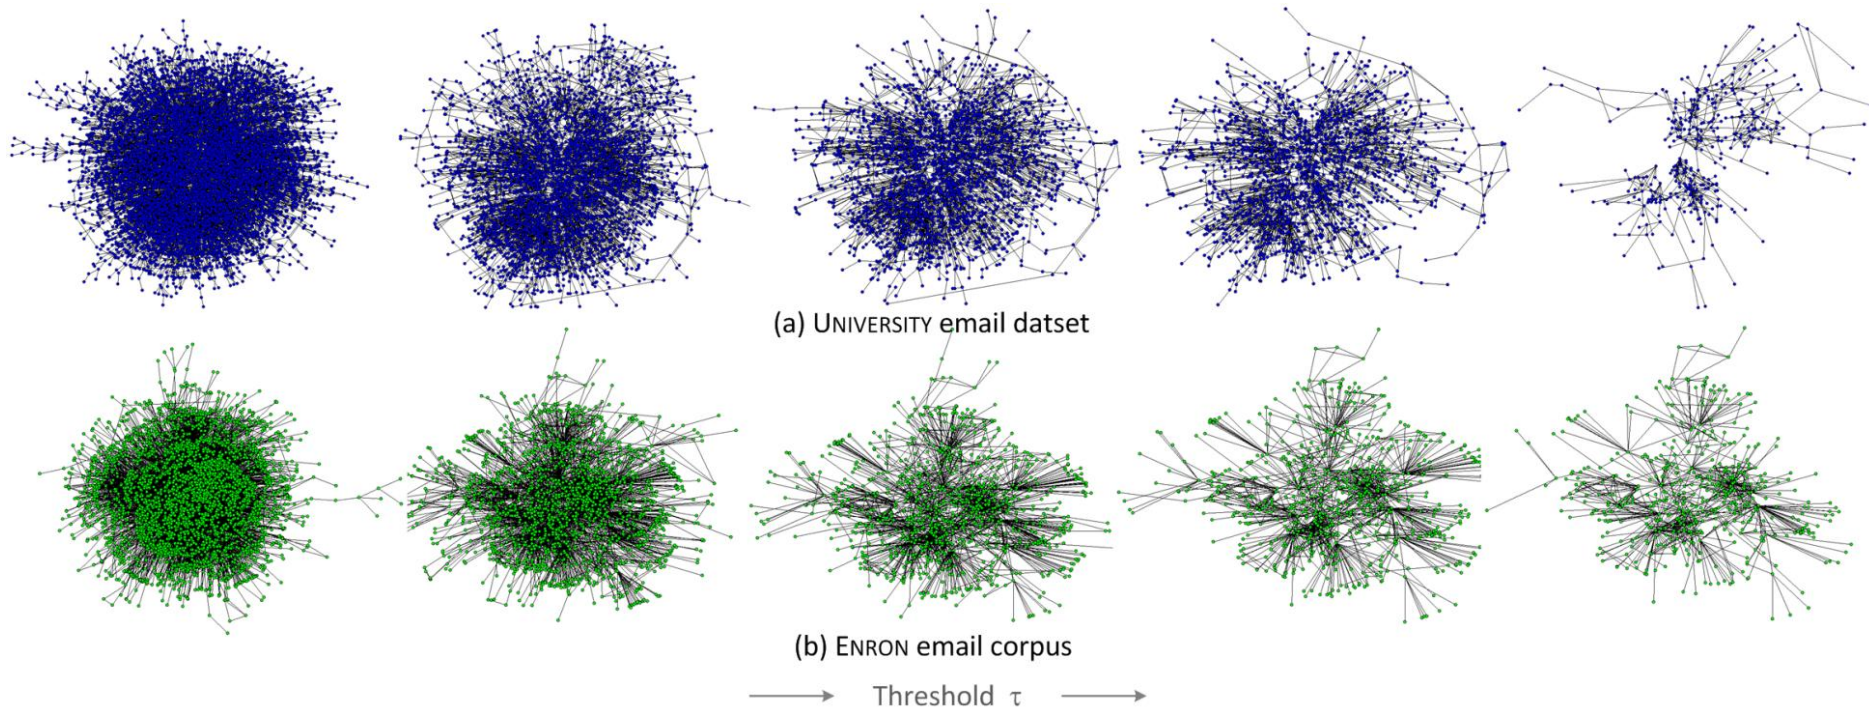 (a) UNIVERSITY email datset
(b) ENRON email corpus
Threshold τ